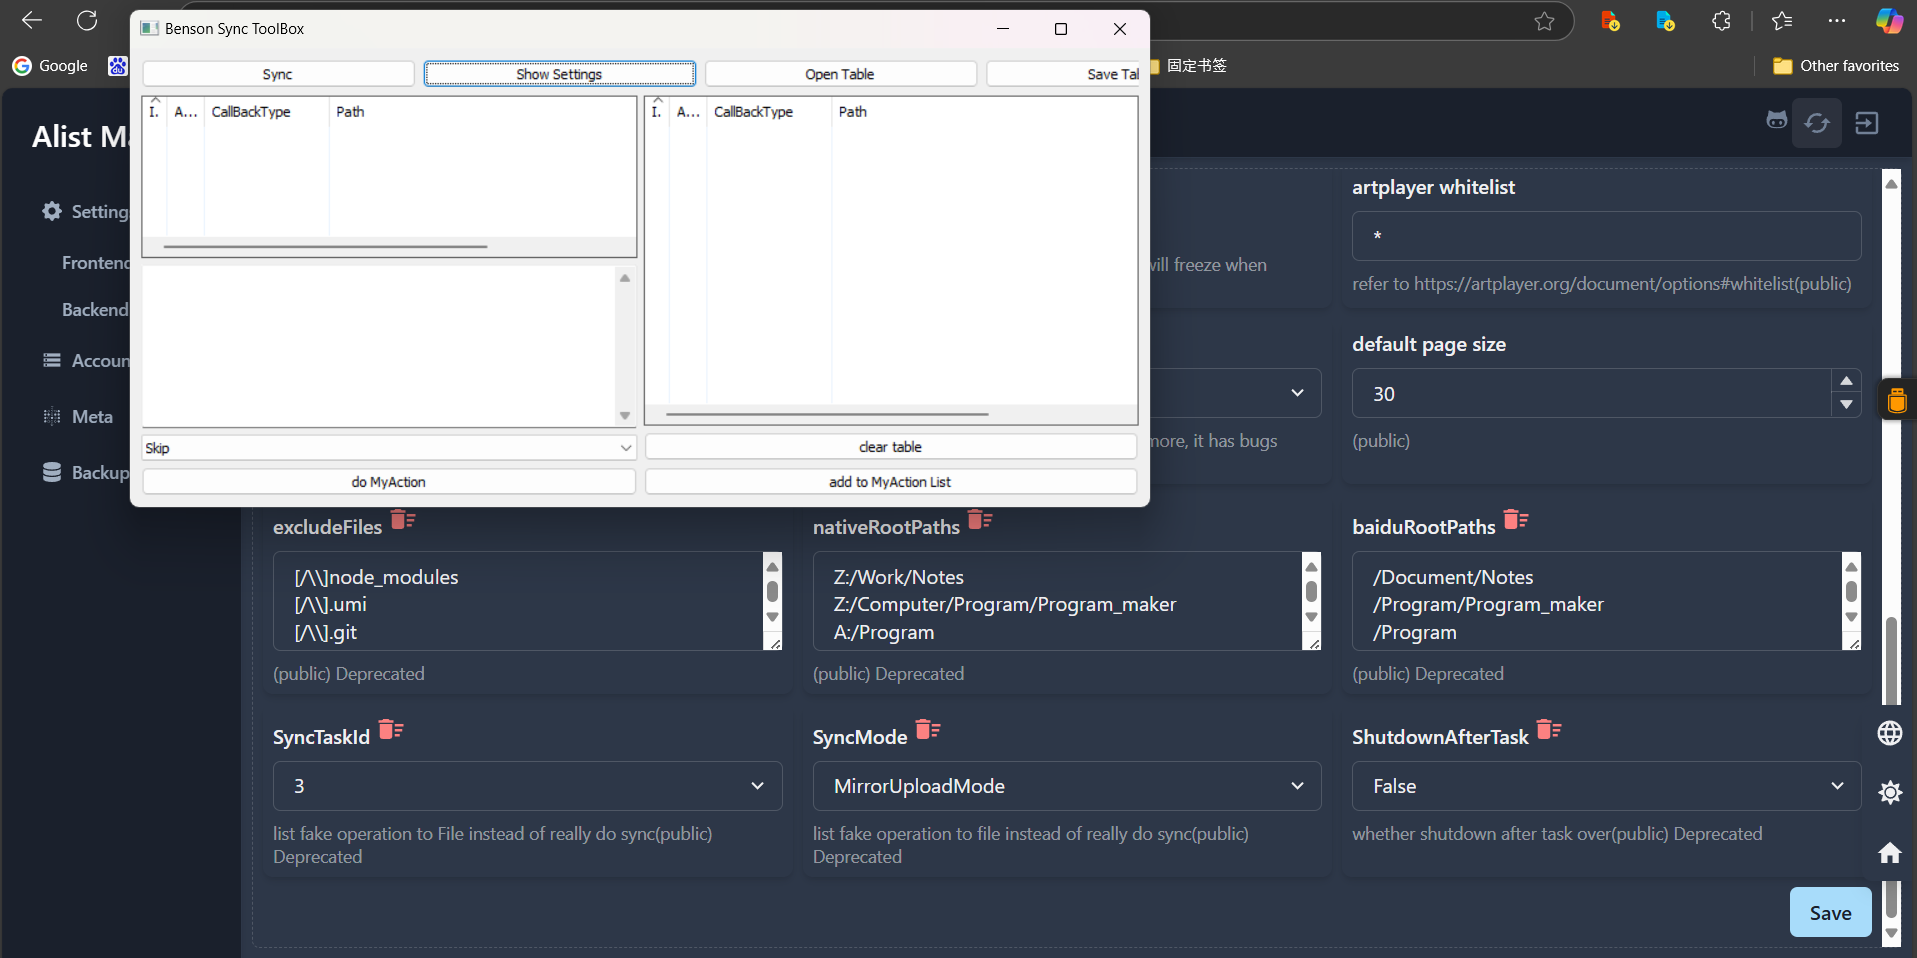 Benson Sync ToolBox
Google
固定书签
Other favorites
Sync
Show Settings
Open Table
Save Tal
I. A... CallBackType Path
I. A... CallBackType Path
Skip
clear table
do MyAction
add to MyAction List
Alist Ma
Setting
Frontend
Backend
Accoun
Meta
Backup
will freeze when
artplayer whitelist
*
refer to https://artplayer.org/document/options#whitelist(public)
more, it has bugs
default page size
30
(public)
excludeFiles
[/\\]node_modules
[/\\].umi
[/\\].git
(public) Deprecated
nativeRootPaths
Z:/Work/Notes
Z:/Computer/Program/Program_maker
A:/Program
(public) Deprecated
baiduRootPaths
/Document/Notes
/Program/Program_maker
/Program
(public) Deprecated
SyncTaskId
3
list fake operation to File instead of really do sync(public)
Deprecated
SyncMode
MirrorUploadMode
list fake operation to file instead of really do sync(public)
Deprecated
ShutdownAfterTask
False
whether shutdown after task over(public) Deprecated
Save